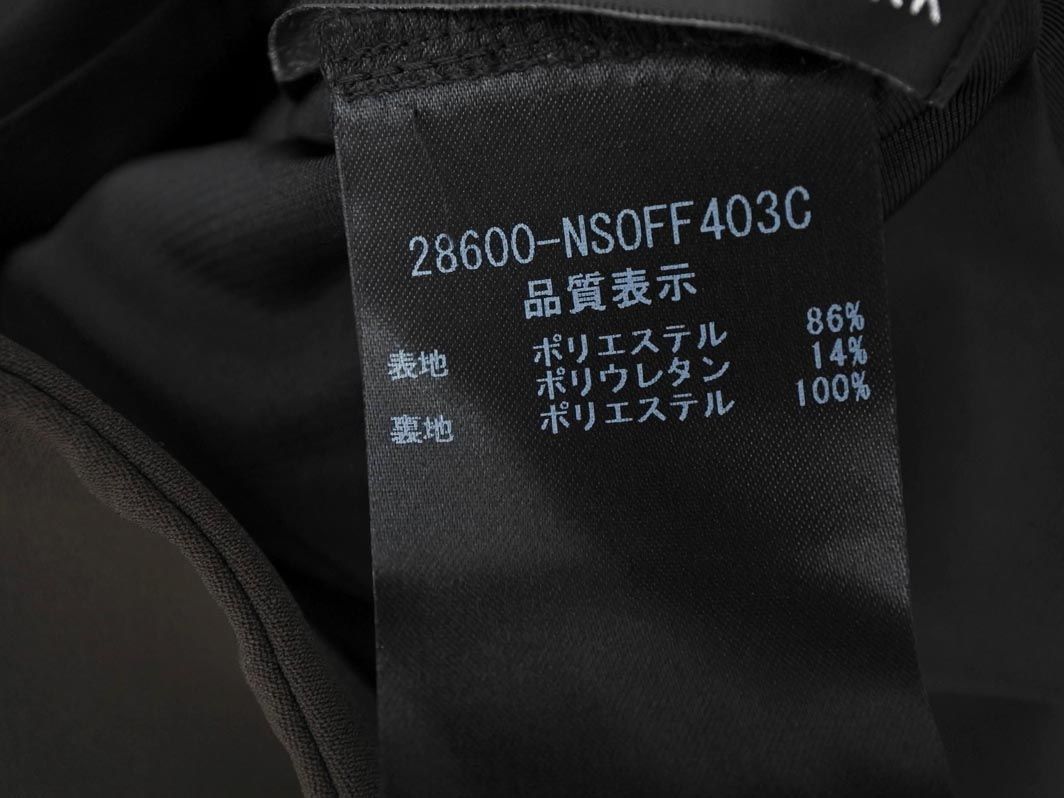 28600-NSOFF403C
品質表示
表地 ポリエステル 86%
ポリウレタン 14%
裏地 ポリエステル 100%